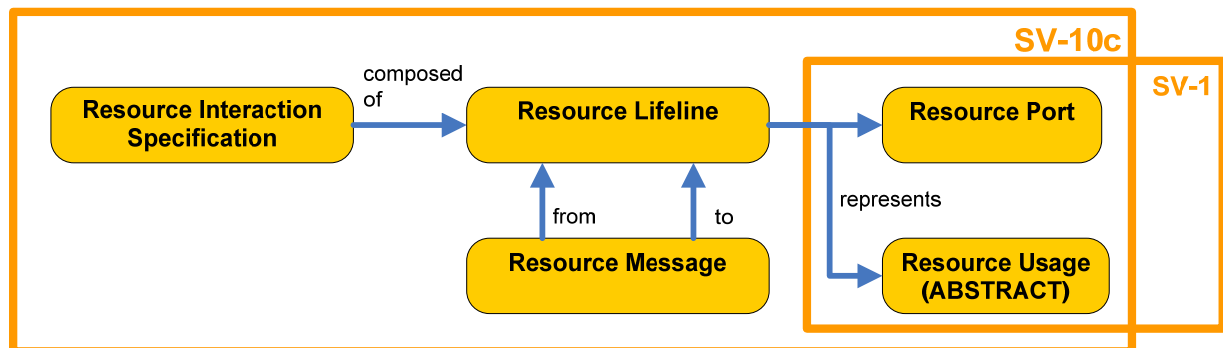 SV-10c
SV-1
composed
of
Resource Interaction
Specification
Resource Lifeline
Resource Port
represents
from
to
Resource Message
Resource Usage
(ABSTRACT)